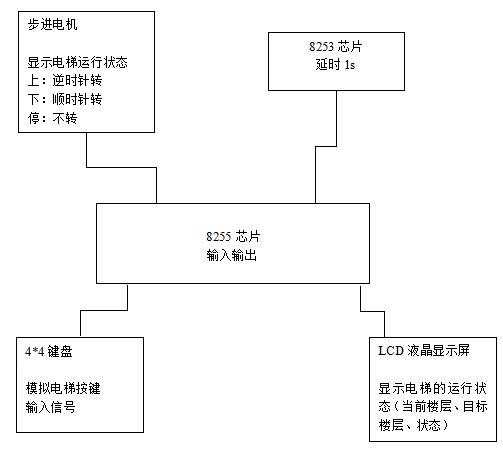 步进电机
显示电梯运行状态
上：逆时针转
下：顺时针转
停：不转
8253 芯片
延时 1s
8255 芯片
输入输出
4*4 键盘
模拟电梯按键
输入信号
LCD 液晶显示屏
显示电梯的运行状
态（当前楼层、目标
楼层、状态）